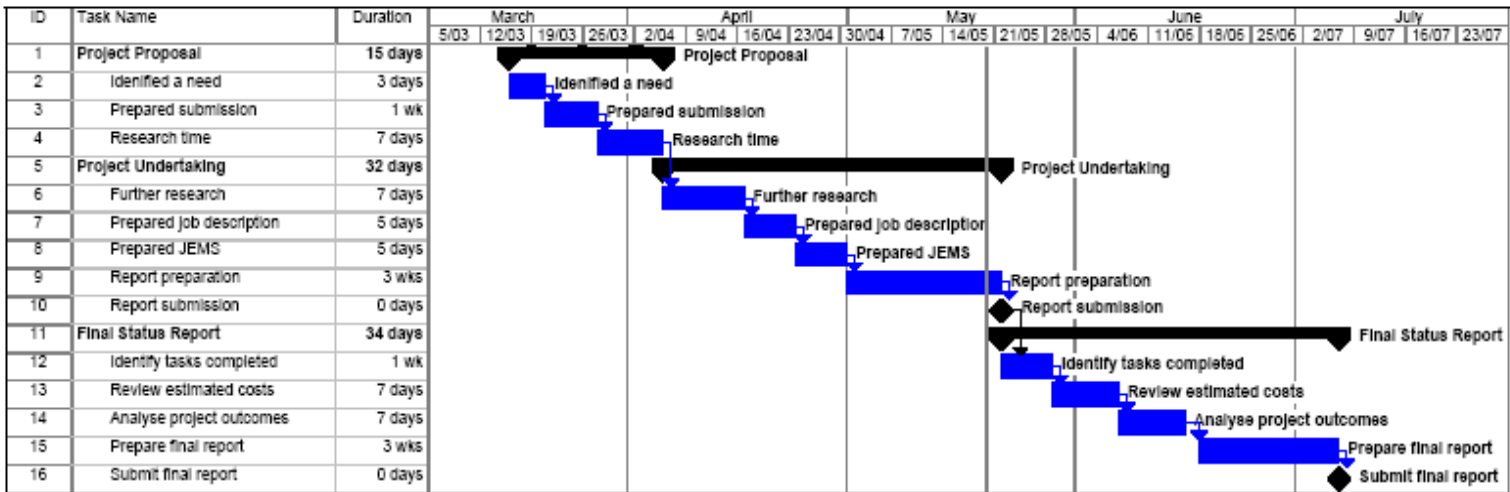 ID Task Name Duration March April May June July
5/03 12/03 19/03 26/03 2/04 9/04 16/04 23/04 30/04 7/05 14/05 21/05 28/05 4/06 11/06 18/06 25/06 2/07 9/07 16/07 23/07
1 Project Proposal 15 days Project Proposal
2 Idenified a need 3 days Idenified a need
3 Prepared submission 1 wk Prepared submission
4 Research time 7 days Research time
5 Project Undertaking 32 days Project Undertaking
6 Further research 7 days Further research
7 Prepared job description 5 days Prepared job description
8 Prepared JEMS 5 days Prepared JEMS
9 Report preparation 3 wks Report preparation
10 Report submission 0 days Report submission
11 Final Status Report 34 days Final Status Report
12 Identify tasks completed 1 wk Identify tasks completed
13 Review estimated costs 7 days Review estimated costs
14 Analyse project outcomes 7 days Analyse project outcomes
15 Prepare final report 3 wks Prepare final report
16 Submit final report 0 days Submit final report